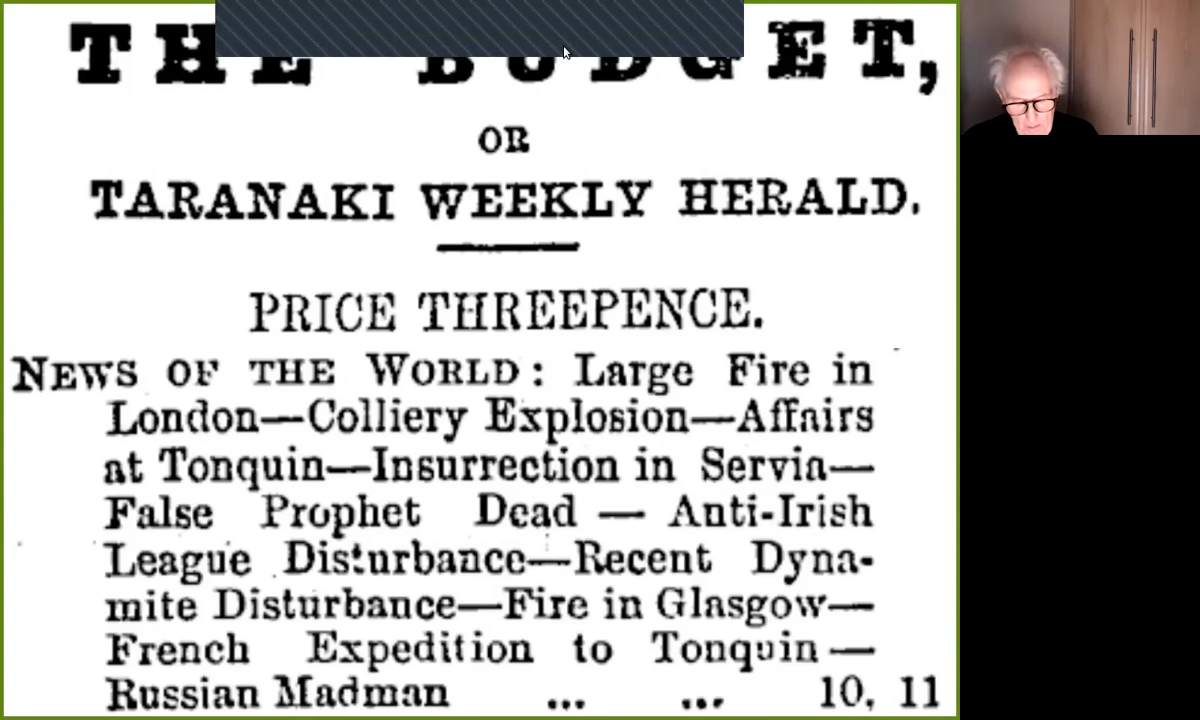 THE BUDGET,
OR
TARANAKI WEEKLY HERALD.
PRICE THREEPENCE.
NEWS OF THE WORLD: Large Fire in
London—Colliery Explosion—Affairs
at Tonquin—Insurrection in Servia—
False Prophet Dead — Anti-Irish
League Disturbance—Recent Dyna-
mite Disturbance—Fire in Glasgow—
French Expedition to Tonquin —
Russian Madman ... ... 10, 11